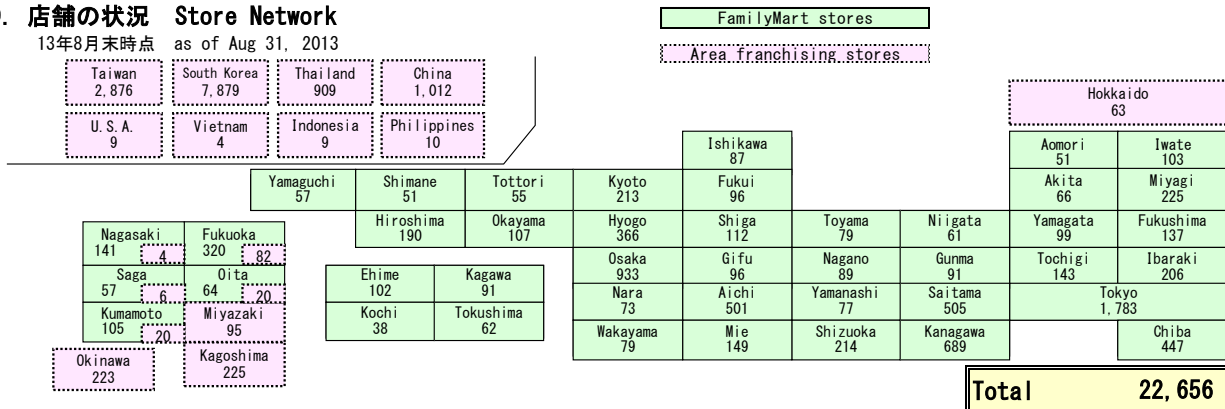 店舗の状況 Store Network
13年8月末時点 as of Aug 31, 2013
FamilyMart stores
Area franchising stores
Taiwan
2,876
South Korea
7,879
Thailand
909
China
1,012
U.S.A.
9
Vietnam
4
Indonesia
9
Philippines
10
Hokkaido
63
Ishikawa
87
Aomori
51
Iwate
103
Yamaguchi
57
Shimane
51
Tottori
55
Kyoto
213
Fukui
96
Akita
66
Miyagi
225
Hiroshima
190
Okayama
107
Hyogo
366
Shiga
112
Toyama
79
Niigata
61
Yamagata
99
Fukushima
137
Nagasaki
141 4
Fukuoka
320 82
Osaka
933
Gifu
96
Nagano
89
Gunma
91
Tochigi
143
Ibaraki
206
Saga
57 6
Oita
64 20
Ehime
102
Kagawa
91
Nara
73
Aichi
501
Yamanashi
77
Saitama
505
Tokyo
1,783
Kumamoto
105 20
Miyazaki
95
Kochi
38
Tokushima
62
Wakayama
79
Mie
149
Shizuoka
214
Kanagawa
689
Chiba
447
Okinawa
223
Kagoshima
225
Total 22,656